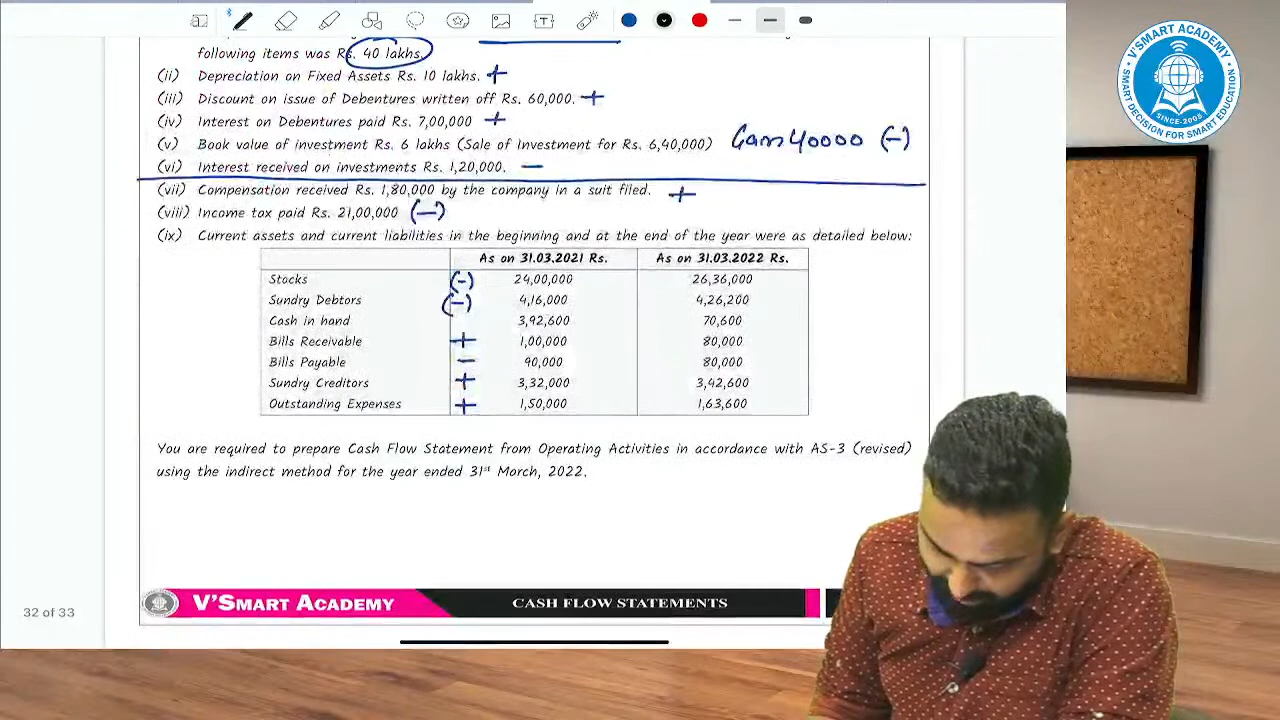 following items was Rs. 40 lakhs.
(ii) Depreciation on Fixed Assets Rs. 10 lakhs. +
(iii) Discount on issue of Debentures written off Rs. 60,000. +
(iv) Interest on Debentures paid Rs. 7,00,000 +
(v) Book value of investment Rs. 6 lakhs (Sale of Investment for Rs. 6,40,000) Gain 40000 (-)
(vi) Interest received on investments Rs. 1,20,000. -
(vii) Compensation received Rs. 1,80,000 by the company in a suit filed. +
(viii) Income tax paid Rs. 21,00,000 (-)
(ix) Current assets and current liabilities in the beginning and at the end of the year were as detailed below:
As on 31.03.2021 Rs. As on 31.03.2022 Rs.
Stocks (-) 24,00,000 26,36,000
Sundry Debtors (-) 4,16,000 4,26,200
Cash in hand 3,92,600 70,600
Bills Receivable + 1,00,000 80,000
Bills Payable - 90,000 80,000
Sundry Creditors + 3,32,000 3,42,600
Outstanding Expenses + 1,50,000 1,63,600
You are required to prepare Cash Flow Statement from Operating Activities in accordance with AS-3 (revised)
using the indirect method for the year ended 31st March, 2022.
32 of 33
V'SMART ACADEMY CASH FLOW STATEMENTS
V'SMART ACADEMY
SINCE-2008
SMART DECISION FOR SMART EDUCATION